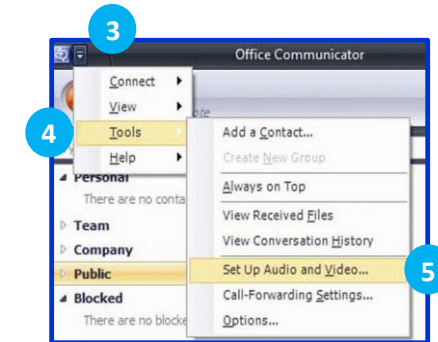 3
Office Communicator
Connect
View
4
Tools
Help
Add a Contact...
Create New Group
Always on Top
View Received Files
View Conversation History
Set Up Audio and Video...
5
Call-Forwarding Settings...
Options...
Personal
There are no conta
Team
Company
Public
Blocked
There are no blocke